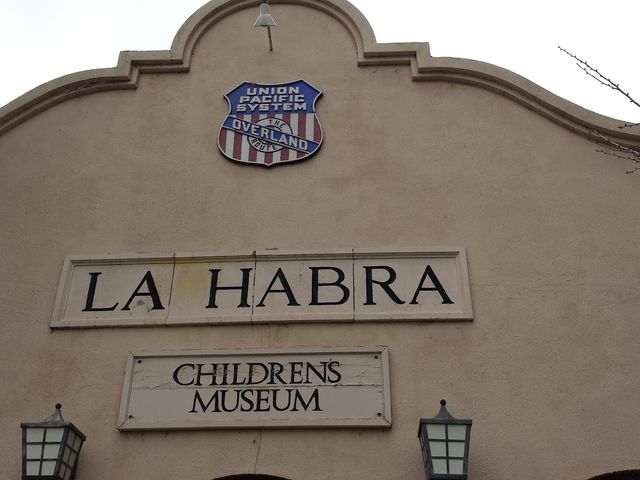 UNION
PACIFIC
SYSTEM
THE
OVERLAND
ROUTE
LA HABRA
CHILDREN'S
MUSEUM